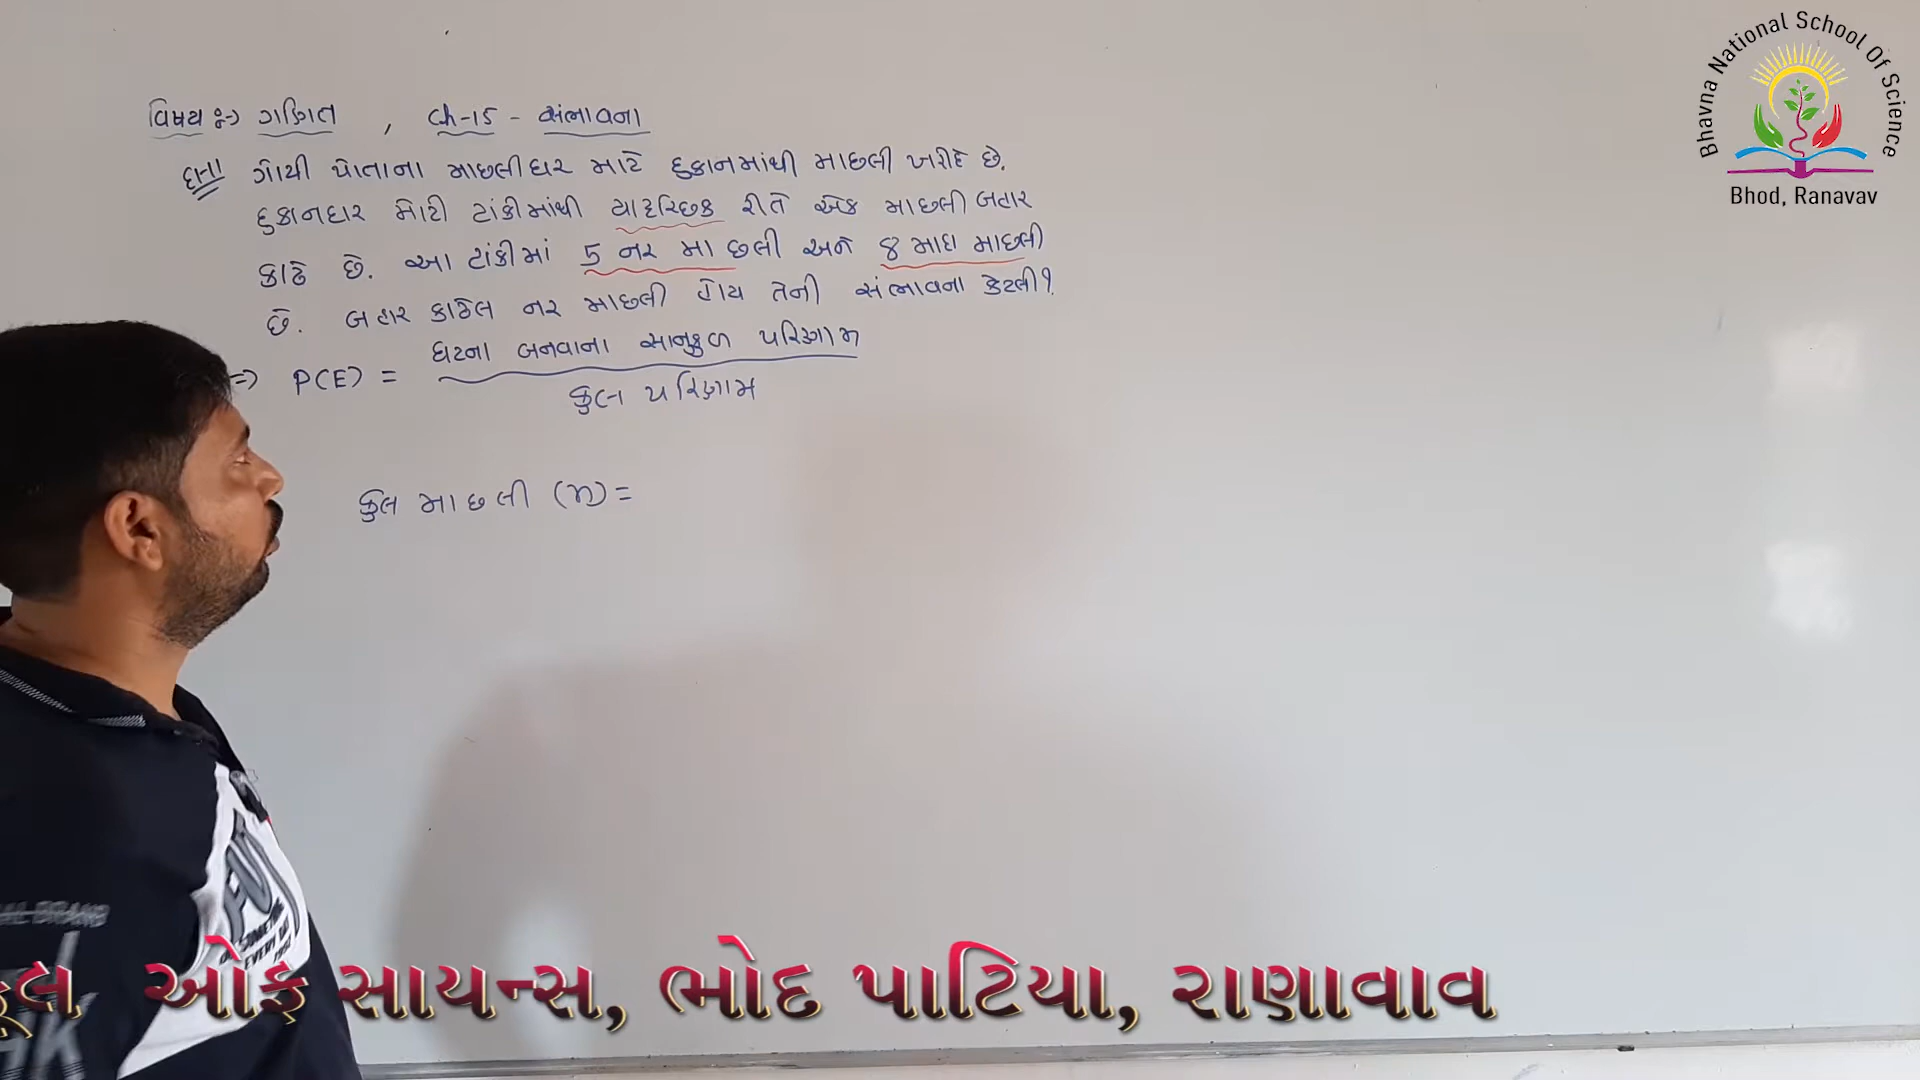 વિષય :-) ગણિત , Ch-15 - સંભાવના
દાતા ગોપી પોતાના માછલીઘર માટે દુકાનમાંથી માછલી ખરીદે છે.
દુકાનદાર મોટી ટાંકીમાંથી યાદચ્છિક રીતે એક માછલી બહાર
કાઢે છે. આ ટાંકીમાં 5 નર માછલી અને 8 માદા માછલી
છે. બહાર કાઢેલ નર માછલી હોય તેની સંભાવના કેટલી?
=> P(E) = ઘટના બનવાના સાનુકુળ પરિણામ
કુલ પરિણામ
કુલ માછલી (n) =
Bhavna National School Of Science
Bhod, Ranavav
કૂલ ઓફ સાયન્સ, ભોદ પાટિયા, રાણાવાવ